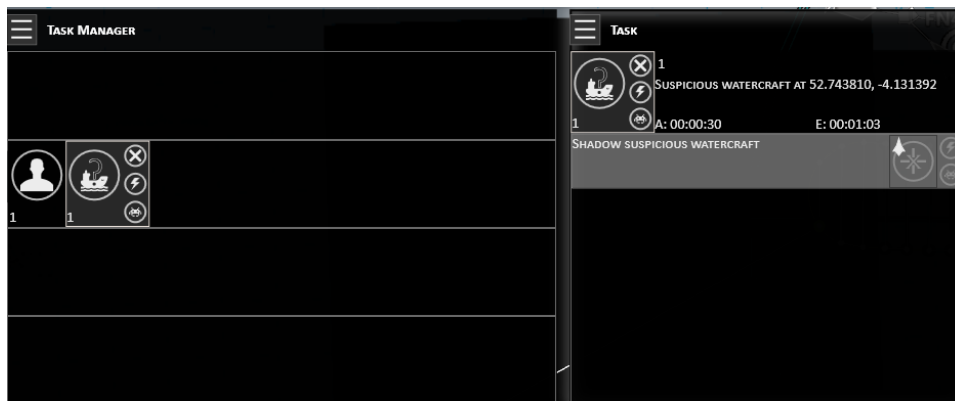 Task Manager
1
1
Task
1
Suspicious watercraft at 52.743810, -4.131392
1
A: 00:00:30 E: 00:01:03
Shadow suspicious watercraft